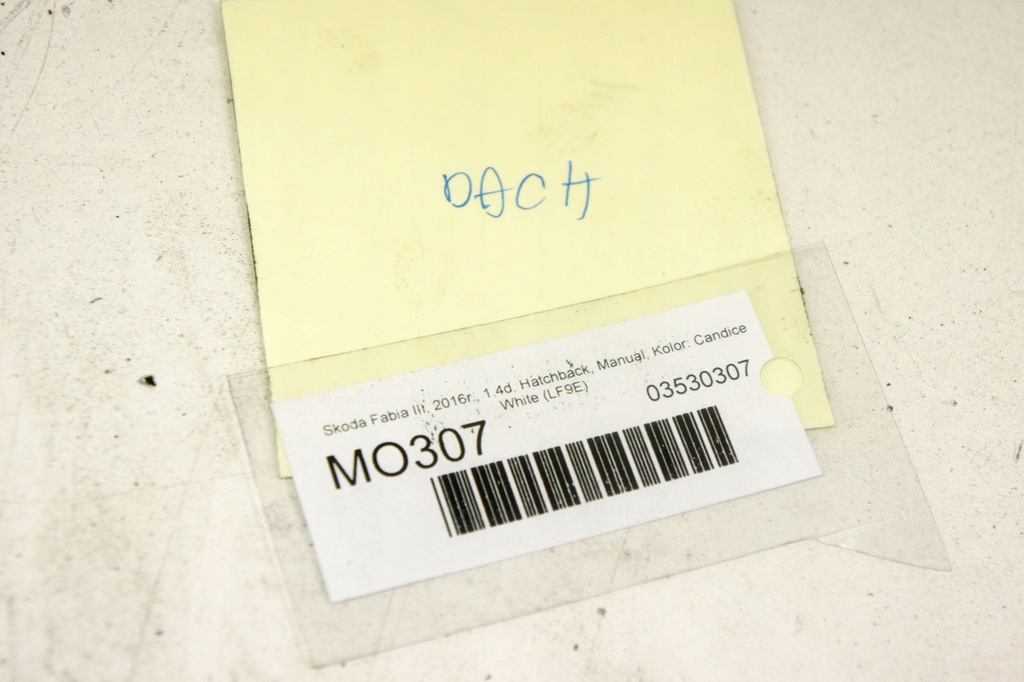 DACH
Skoda Fabia III, 2016r., 1.4d, Hatchback, Manual, Kolor: Candice
White (LF9E)
03530307
MO307